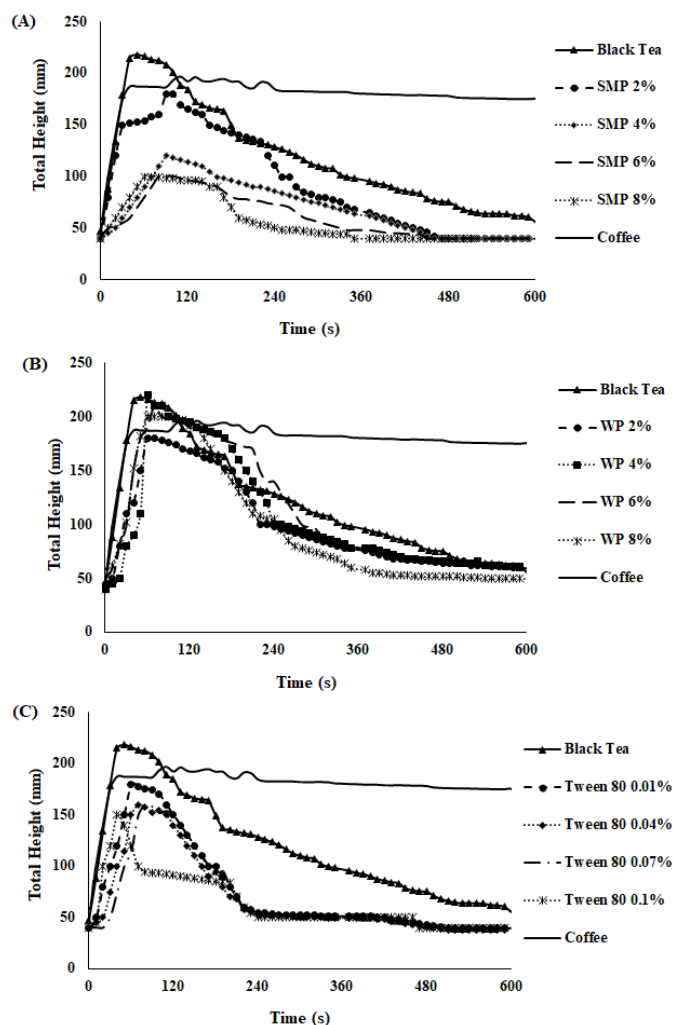 (A)
250
200
150
100
50
0
Total Height (mm)
0 120 240 360 480 600
Time (s)
Black Tea
SMP 2%
SMP 4%
SMP 6%
SMP 8%
Coffee
(B)
250
200
150
100
50
0
Total Height (mm)
0 120 240 360 480 600
Time (s)
Black Tea
WP 2%
WP 4%
WP 6%
WP 8%
Coffee
(C)
250
200
150
100
50
0
Total Height (mm)
0 120 240 360 480 600
Time (s)
Black Tea
Tween 80 0.01%
Tween 80 0.04%
Tween 80 0.07%
Tween 80 0.1%
Coffee